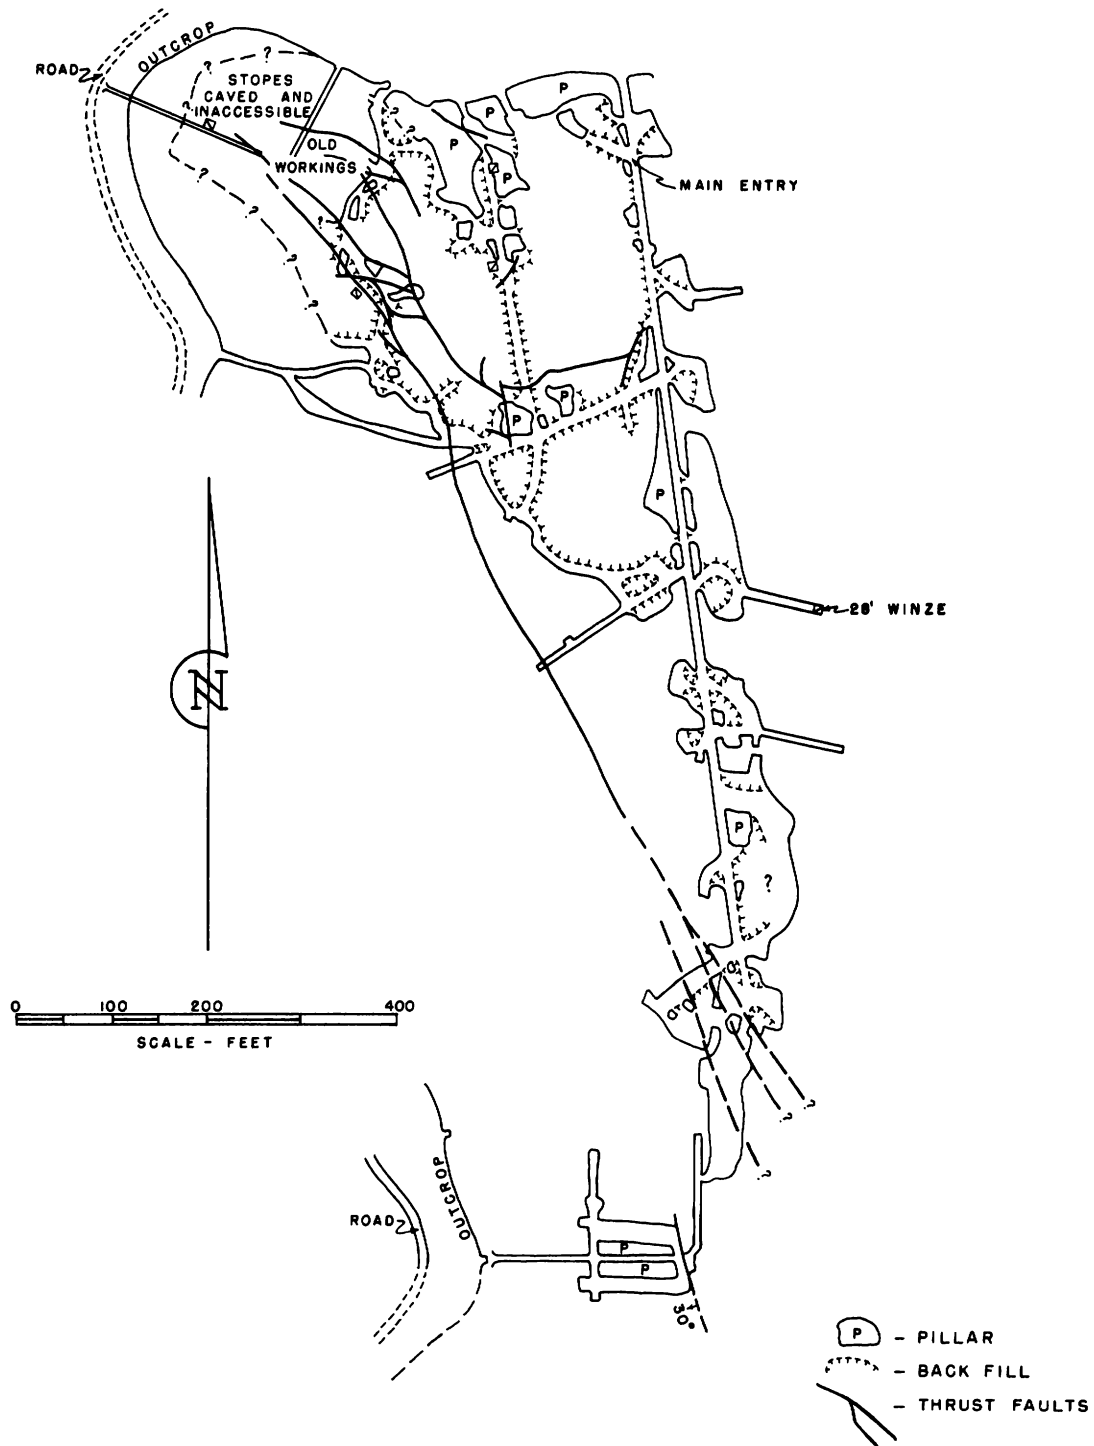 OUTCROP
ROAD
?
?
STOPES
CAVED AND
INACCESSIBLE
?
OLD
WORKINGS
?
?
?
?
?
?
P
P
P
P
MAIN ENTRY
P
P
P
28' WINZE
N
P
?
0 100 200 400
SCALE - FEET
?
?
?
OUTCROP
ROAD
P
P
30°
P - PILLAR
- BACK FILL
- THRUST FAULTS